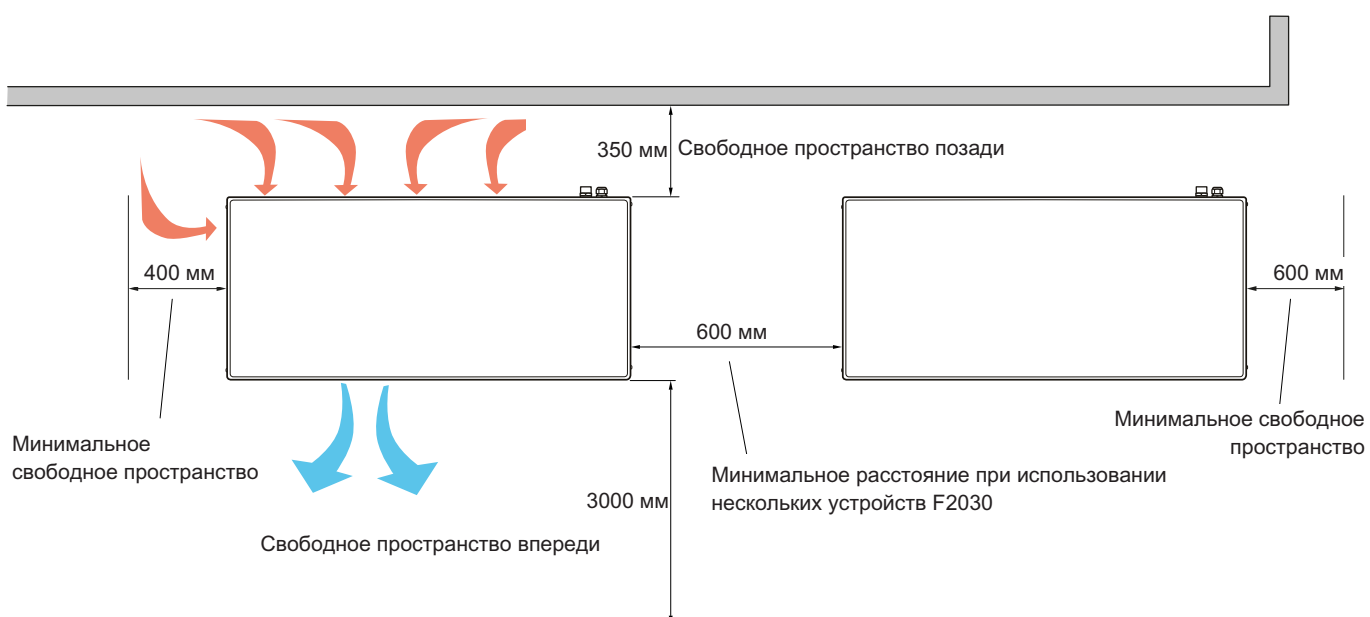 350 мм
Свободное пространство позади
400 мм
600 мм
600 мм
Минимальное
свободное пространство
Минимальное свободное
пространство
Минимальное расстояние при использовании
нескольких устройств F2030
3000 мм
Свободное пространство впереди